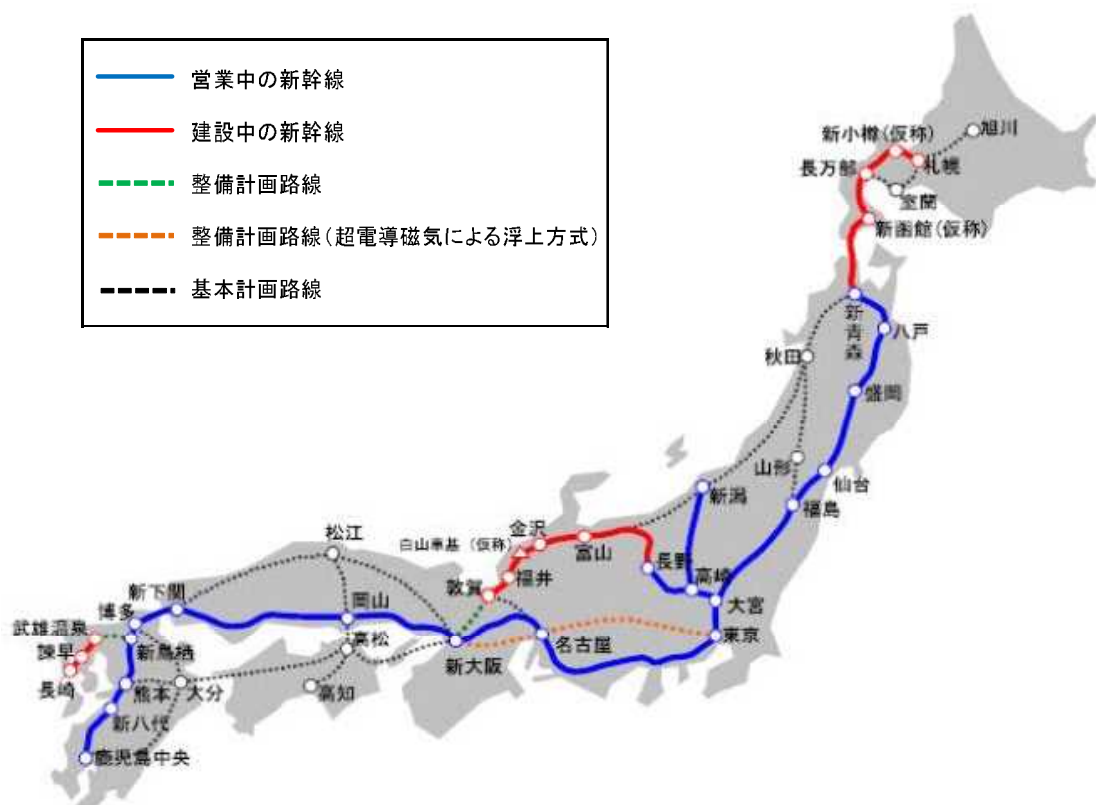 営業中の新幹線
建設中の新幹線
整備計画路線
整備計画路線(超電導磁気による浮上方式)
基本計画路線
新小樽(仮称)
旭川
長万部
札幌
室蘭
新函館(仮称)
新青森
八戸
秋田
盛岡
山形
仙台
新潟
福島
松江
金沢
白山車基(仮称)
富山
長野
高崎
福井
敦賀
大宮
新下関
岡山
博多
東京
武雄温泉
名古屋
高松
新鳥栖
新大阪
諫早
長崎
熊本
大分
高知
新八代
鹿児島中央